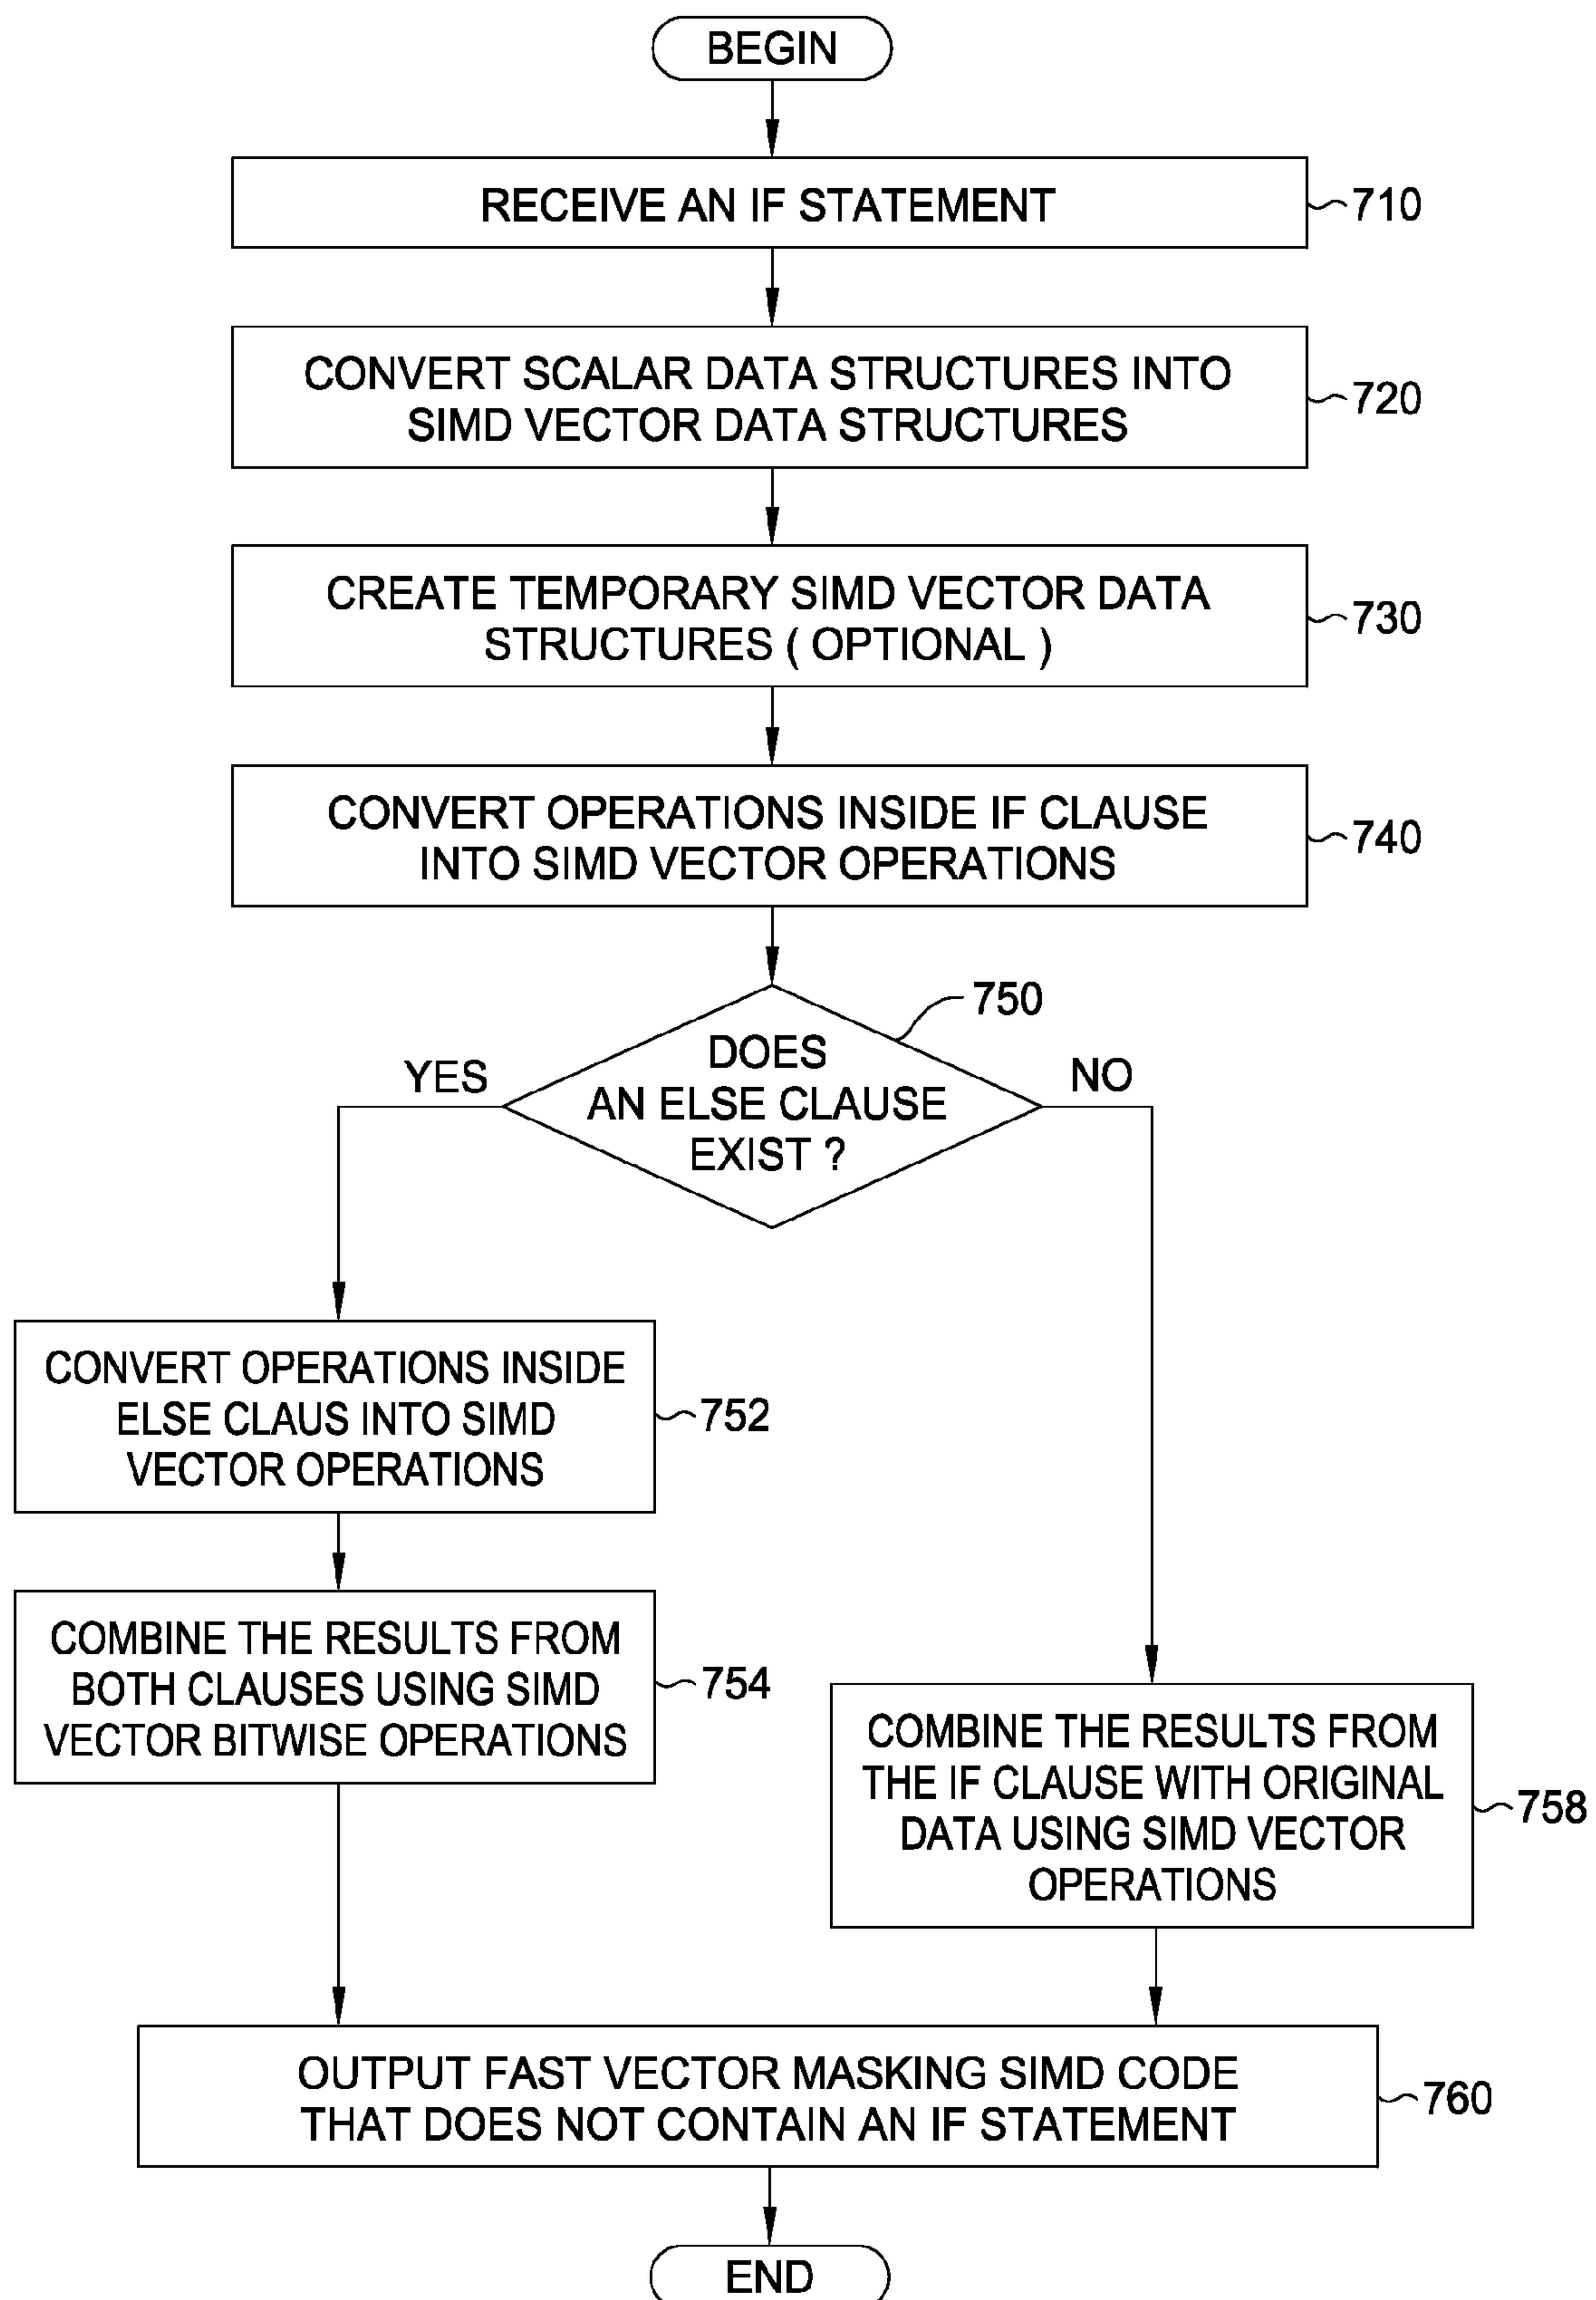 BEGIN
RECEIVE AN IF STATEMENT
710
CONVERT SCALAR DATA STRUCTURES INTO
SIMD VECTOR DATA STRUCTURES
720
CREATE TEMPORARY SIMD VECTOR DATA
STRUCTURES ( OPTIONAL )
730
CONVERT OPERATIONS INSIDE IF CLAUSE
INTO SIMD VECTOR OPERATIONS
740
750
DOES
AN ELSE CLAUSE
EXIST ?
YES
NO
CONVERT OPERATIONS INSIDE
ELSE CLAUS INTO SIMD
VECTOR OPERATIONS
752
COMBINE THE RESULTS FROM
BOTH CLAUSES USING SIMD
VECTOR BITWISE OPERATIONS
754
COMBINE THE RESULTS FROM
THE IF CLAUSE WITH ORIGINAL
DATA USING SIMD VECTOR
OPERATIONS
758
OUTPUT FAST VECTOR MASKING SIMD CODE
THAT DOES NOT CONTAIN AN IF STATEMENT
760
END